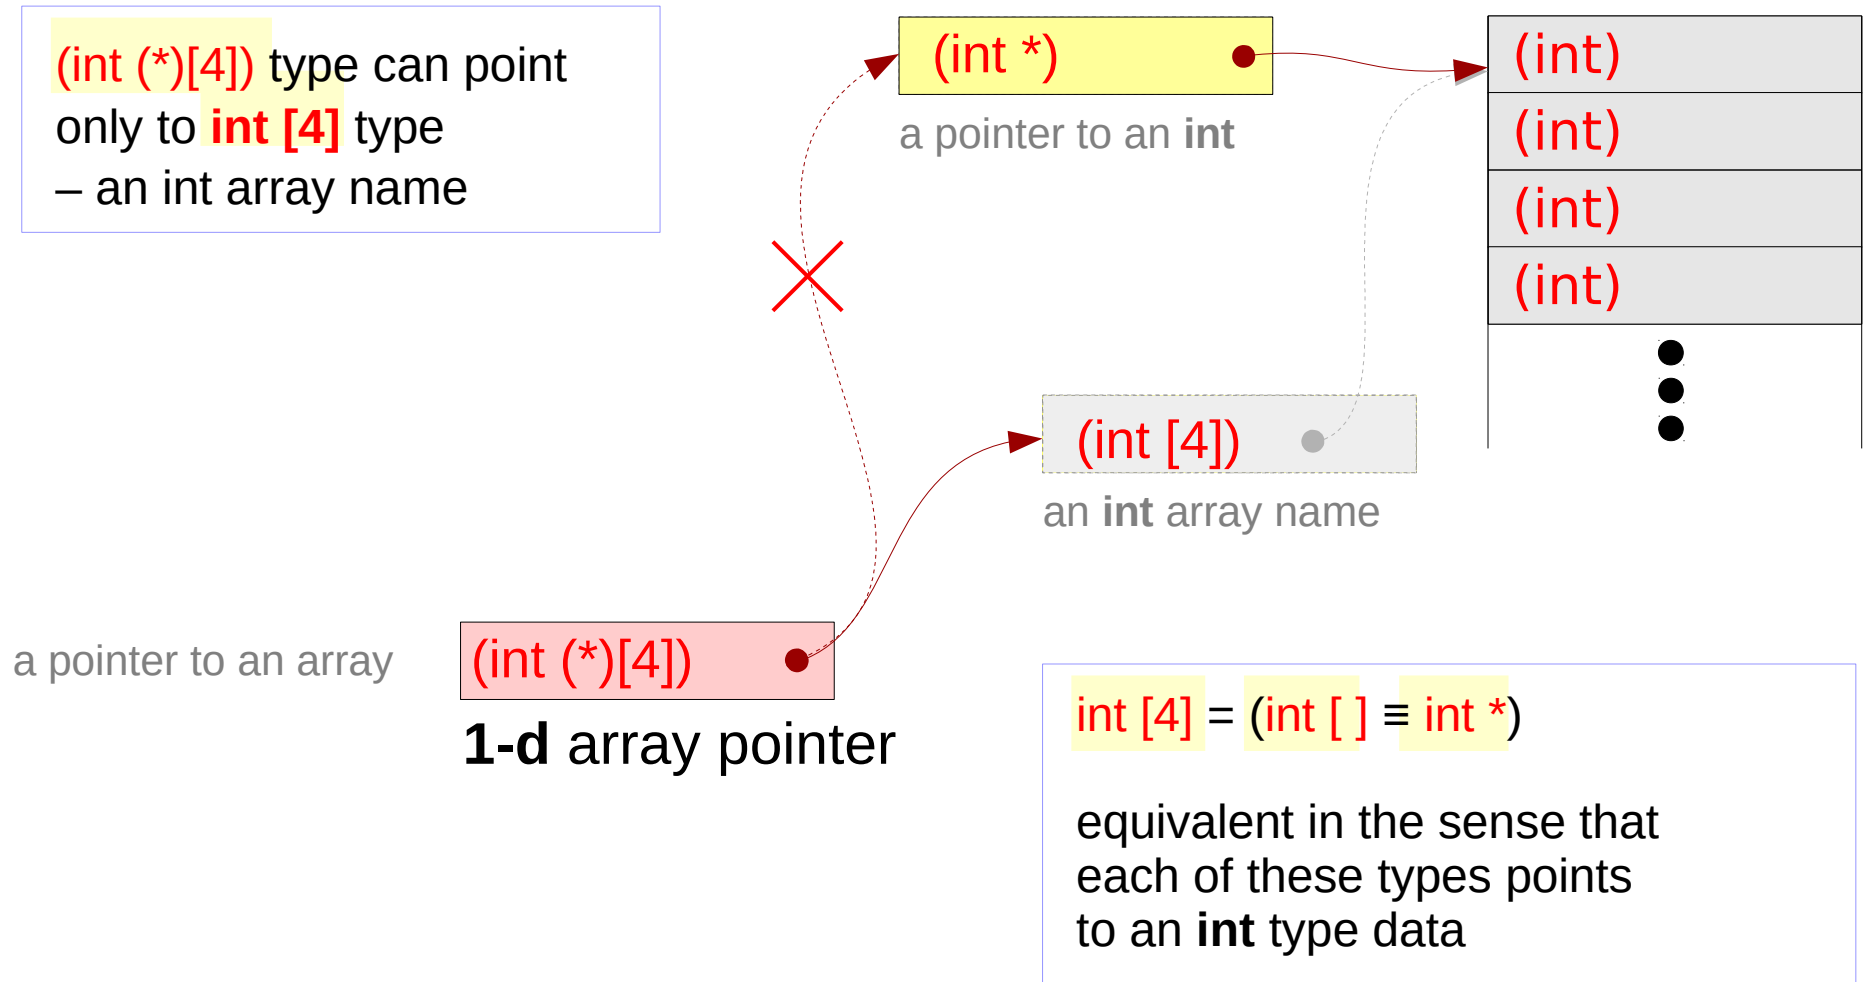 (int (*)[4]) type can point
only to int [4] type
– an int array name
(int *)
a pointer to an int
(int)
(int)
(int)
(int)
(int [4])
an int array name
a pointer to an array
(int (*)[4])
1-d array pointer
int [4] = (int [ ] ≡ int *)
equivalent in the sense that
each of these types points
to an int type data